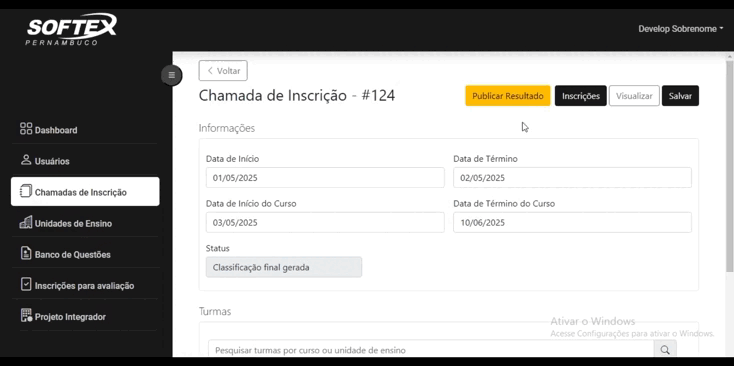 SOFTEX
PERNAMBUCO
Develop Sobrenome
Voltar
Chamada de Inscrição - #124
Publicar Resultado
Inscrições
Visualizar
Salvar
Dashboard
Usuários
Chamadas de Inscrição
Unidades de Ensino
Banco de Questões
Inscrições para avaliação
Projeto Integrador
Informações
Data de Início
Data de Término
01/05/2025
02/05/2025
Data de Início do Curso
Data de Término do Curso
03/05/2025
10/06/2025
Status
Classificação final gerada
Turmas
Pesquisar turmas por curso ou unidade de ensino
Ativar o Windows
Acesse Configurações para ativar o Windows.